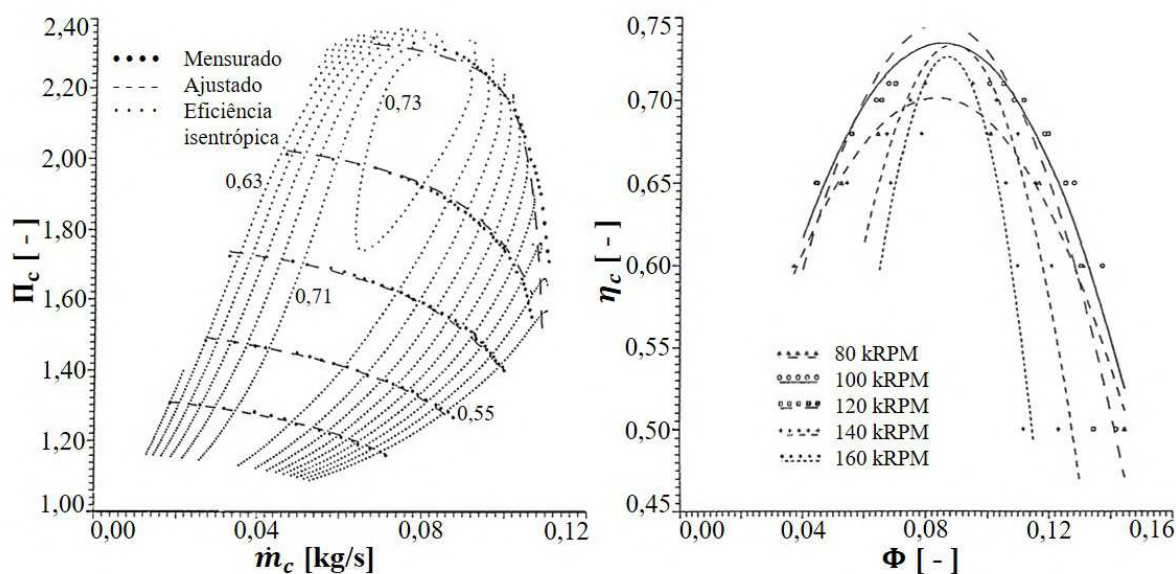 2,40
2,20
2,00
1,80
1,60
1,40
1,20
1,00
Π_c [ - ]
Mensurado
Ajustado
Eficiência
isentrópica
0,73
0,63
0,71
0,55
0,00
0,04
0,08
0,12
ṁ_c [kg/s]
0,75
0,70
0,65
0,60
0,55
0,50
0,45
η_c [ - ]
80 kRPM
100 kRPM
120 kRPM
140 kRPM
160 kRPM
0,00
0,04
0,08
0,12
0,16
Φ [ - ]